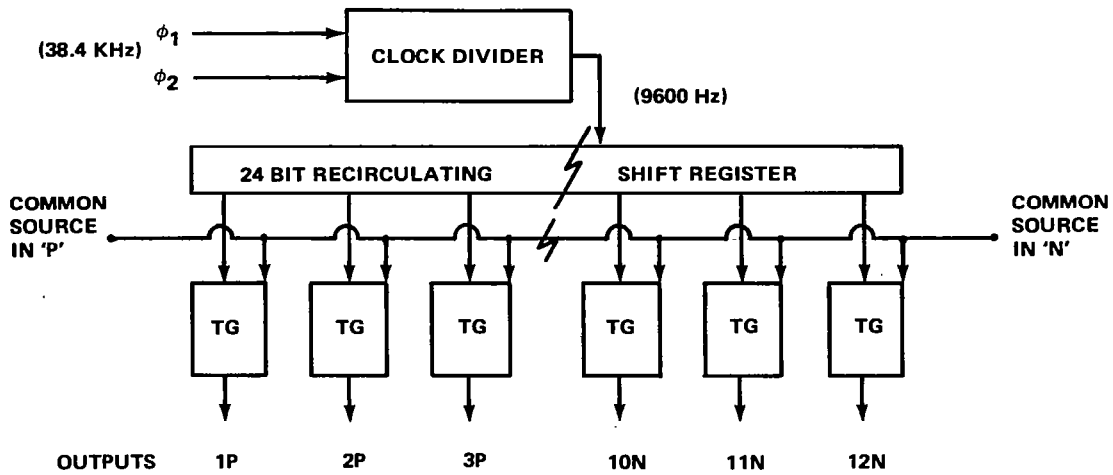 ϕ1
(38.4 KHz)
ϕ2
CLOCK DIVIDER
(9600 Hz)
24 BIT RECIRCULATING SHIFT REGISTER
COMMON
SOURCE
IN 'P'
COMMON
SOURCE
IN 'N'
TG TG TG TG TG TG
OUTPUTS 1P 2P 3P 10N 11N 12N